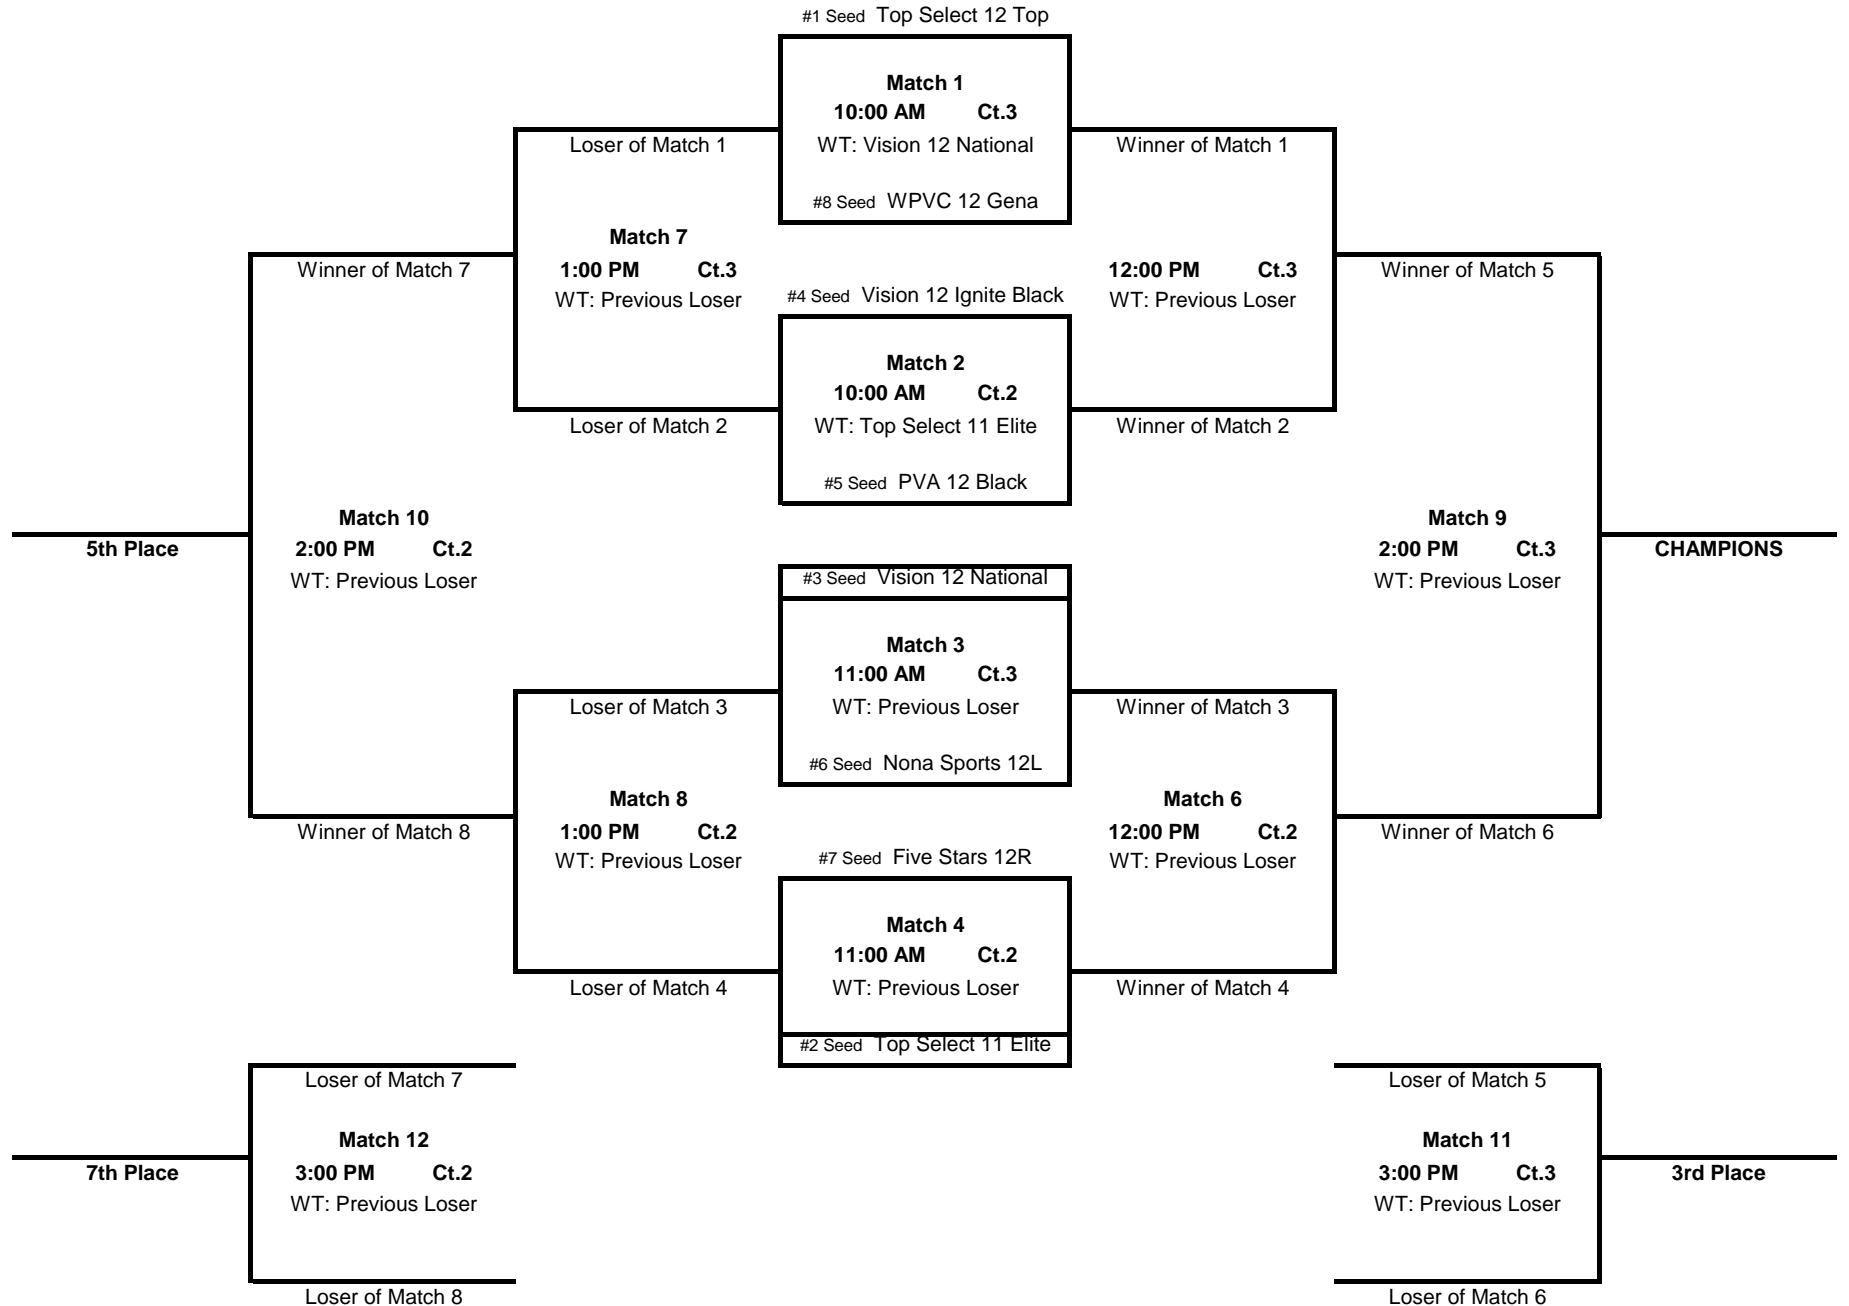 #1 Seed Top Select 12 Top
Match 1
10:00 AM Ct.3
Loser of Match 1 WT: Vision 12 National Winner of Match 1
#8 Seed WPVC 12 Gena
Match 7
Winner of Match 7 1:00 PM Ct.3 12:00 PM Ct.3 Winner of Match 5
WT: Previous Loser #4 Seed Vision 12 Ignite Black WT: Previous Loser
Match 2
10:00 AM Ct.2
Loser of Match 2 WT: Top Select 11 Elite Winner of Match 2
#5 Seed PVA 12 Black
Match 10 Match 9
5th Place 2:00 PM Ct.2 2:00 PM Ct.3 CHAMPIONS
WT: Previous Loser #3 Seed Vision 12 National WT: Previous Loser
Match 3
11:00 AM Ct.3
Loser of Match 3 WT: Previous Loser Winner of Match 3
#6 Seed Nona Sports 12L
Match 8 Match 6
Winner of Match 8 1:00 PM Ct.2 12:00 PM Ct.2 Winner of Match 6
WT: Previous Loser #7 Seed Five Stars 12R WT: Previous Loser
Match 4
11:00 AM Ct.2
Loser of Match 4 WT: Previous Loser Winner of Match 4
#2 Seed Top Select 11 Elite
Loser of Match 7 Loser of Match 5
Match 12 Match 11
7th Place 3:00 PM Ct.2 3:00 PM Ct.3 3rd Place
WT: Previous Loser WT: Previous Loser
Loser of Match 8 Loser of Match 6